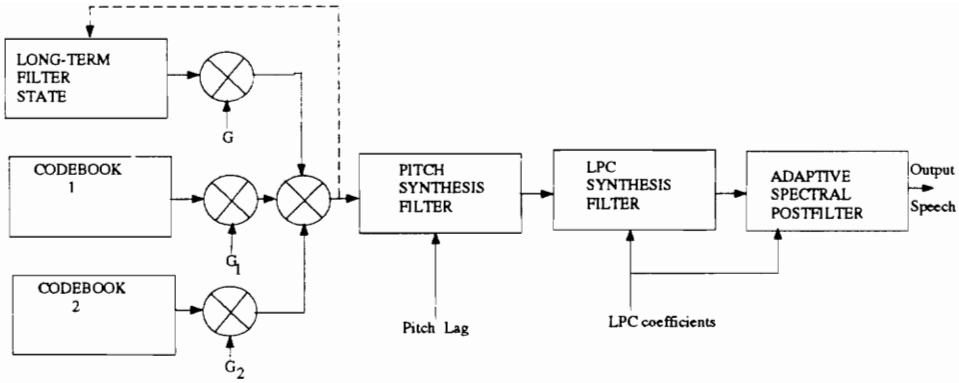 LONG-TERM
FILTER
STATE
G
CODEBOOK
1
G1
CODEBOOK
2
G2
PITCH
SYNTHESIS
FILTER
Pitch Lag
LPC
SYNTHESIS
FILTER
LPC coefficients
ADAPTIVE
SPECTRAL
POSTFILTER
Output
Speech